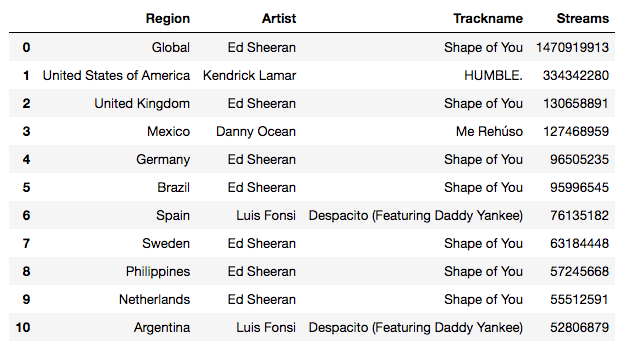 Region Artist Trackname Streams
0 Global Ed Sheeran Shape of You 1470919913
1 United States of America Kendrick Lamar HUMBLE. 334342280
2 United Kingdom Ed Sheeran Shape of You 130658891
3 Mexico Danny Ocean Me Rehúso 127468959
4 Germany Ed Sheeran Shape of You 96505235
5 Brazil Ed Sheeran Shape of You 95996545
6 Spain Luis Fonsi Despacito (Featuring Daddy Yankee) 76135182
7 Sweden Ed Sheeran Shape of You 63184448
8 Philippines Ed Sheeran Shape of You 57245668
9 Netherlands Ed Sheeran Shape of You 55512591
10 Argentina Luis Fonsi Despacito (Featuring Daddy Yankee) 52806879